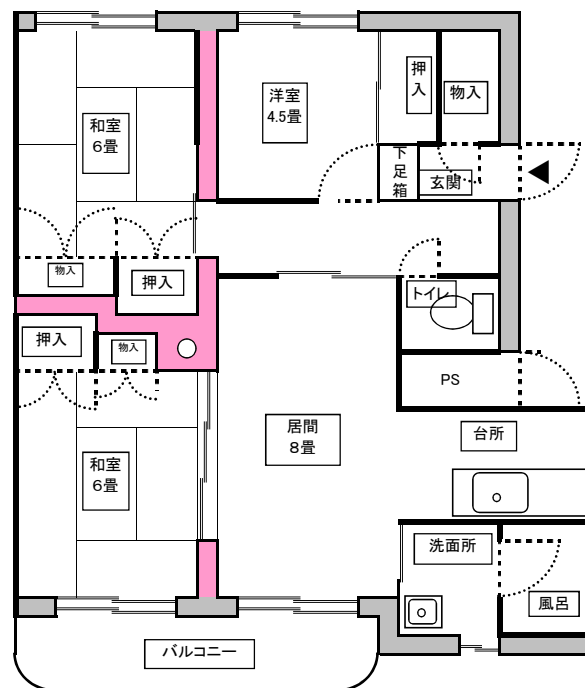 洋室
4.5畳
押
入
物入
和室
6畳
下
足
箱
玄関
物入
押入
トイレ
押入
物入
PS
居間
8畳
台所
和室
6畳
洗面所
風呂
バルコニー